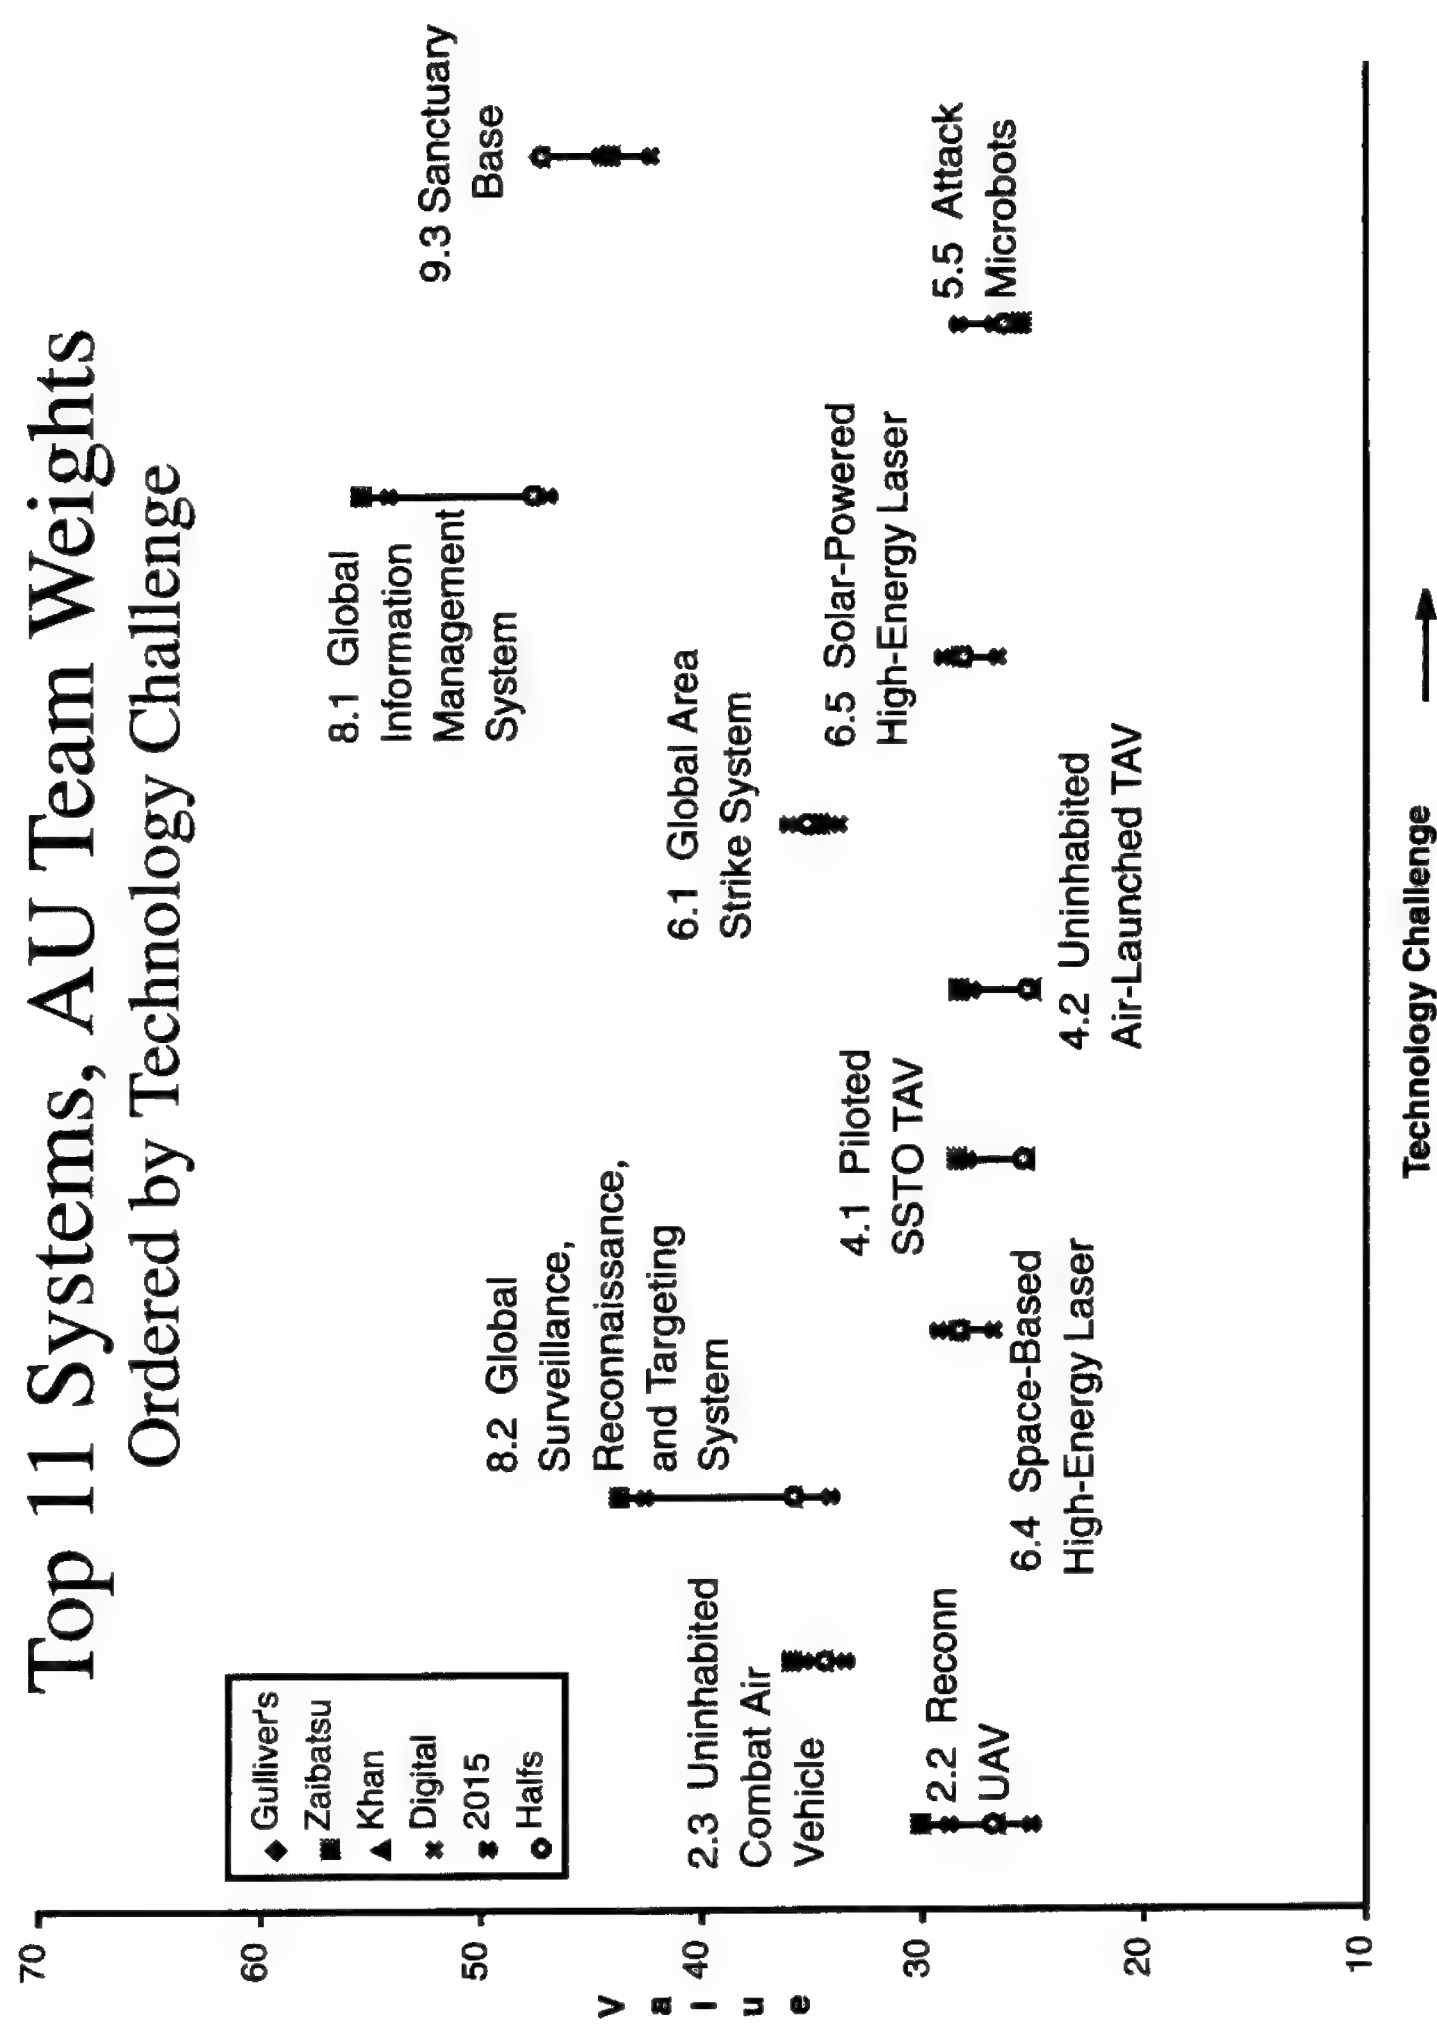 Top 11 Systems, AU Team Weights
Ordered by Technology Challenge
70
60
50
40
30
20
10
Value
Gulliver's
Zaibatsu
Khan
Digital
2015
Halfs
2.2 Reconn
UAV
2.3 Uninhabited
Combat Air
Vehicle
8.2 Global
Surveillance,
Reconnaissance,
and Targeting
System
6.4 Space-Based
High-Energy Laser
4.1 Piloted
SSTO TAV
4.2 Uninhabited
Air-Launched TAV
6.1 Global Area
Strike System
6.5 Solar-Powered
High-Energy Laser
8.1 Global
Information
Management
System
5.5 Attack
Microbots
9.3 Sanctuary
Base
Technology Challenge